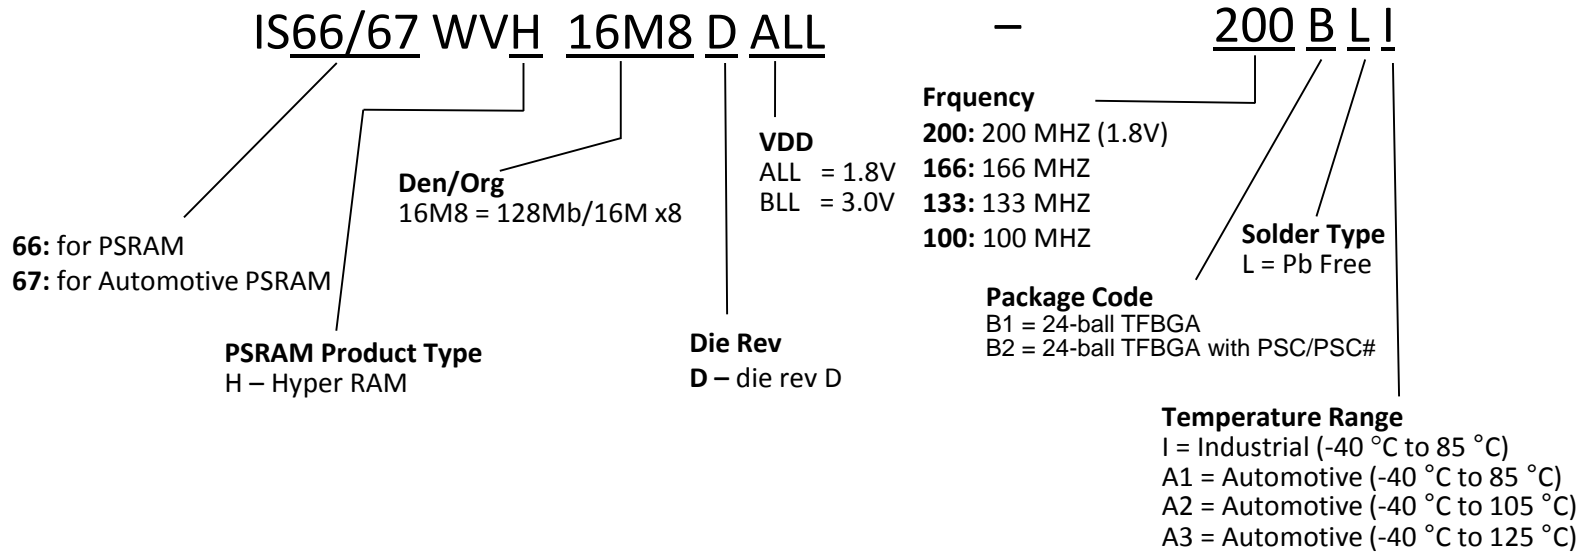 IS66/67 WVH 16M8 D ALL – 200 B L I
Frquency
200: 200 MHZ (1.8V)
166: 166 MHZ
133: 133 MHZ
100: 100 MHZ
VDD
ALL = 1.8V
BLL = 3.0V
Den/Org
16M8 = 128Mb/16M x8
66: for PSRAM
67: for Automotive PSRAM
Solder Type
L = Pb Free
Package Code
B1 = 24-ball TFBGA
B2 = 24-ball TFBGA with PSC/PSC#
PSRAM Product Type
H – Hyper RAM
Die Rev
D – die rev D
Temperature Range
I = Industrial (-40 °C to 85 °C)
A1 = Automotive (-40 °C to 85 °C)
A2 = Automotive (-40 °C to 105 °C)
A3 = Automotive (-40 °C to 125 °C)